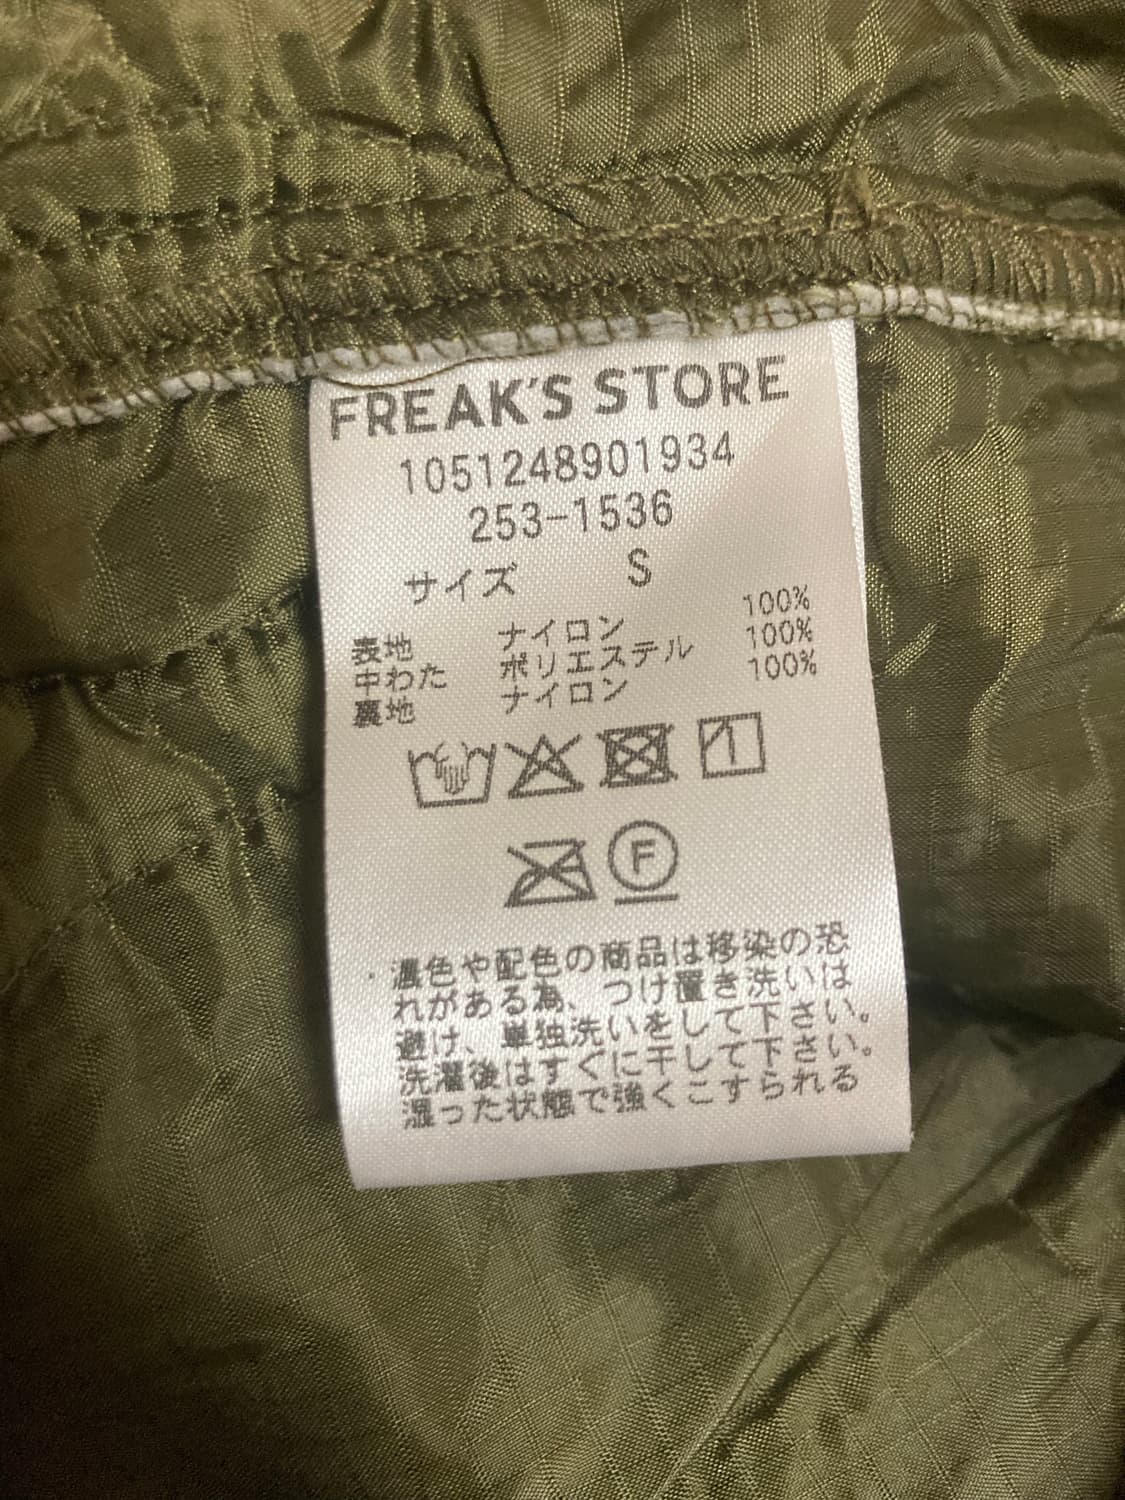 FREAK'S STORE
1051248901934
253-1536
サイズ S
表地 ナイロン 100%
中わた ポリエステル 100%
裏地 ナイロン 100%
F
・濃色や配色の商品は移染の恐
れがある為、つけ置き洗いは
避け、単独洗いをして下さい。
洗濯後はすぐに干して下さい。
湿った状態で強くこすられる